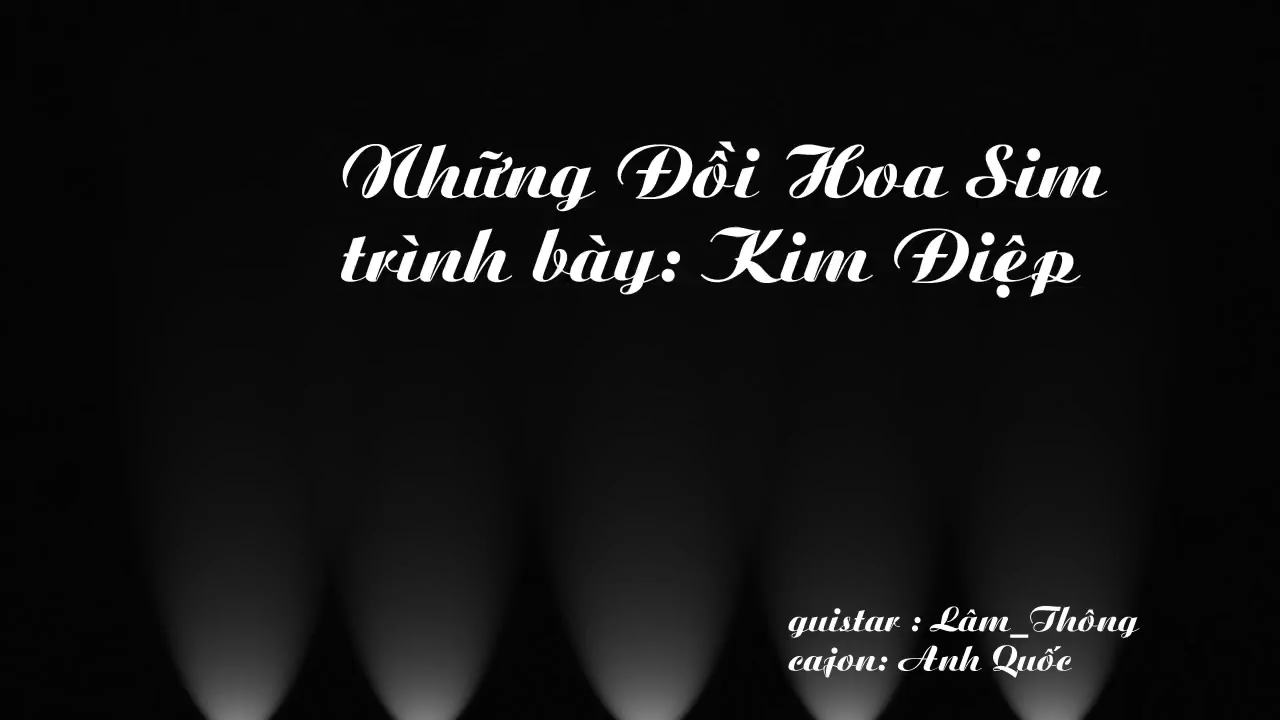 Những Đồi Hoa Sim
trình bày: Kim Điệp
guistar : Lâm_Thông
cajon: Anh Quốc